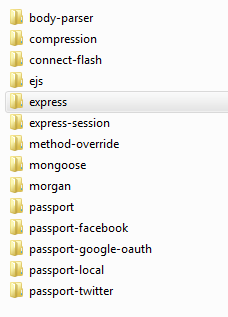 body-parser
compression
connect-flash
ejs
express
express-session
method-override
mongoose
morgan
passport
passport-facebook
passport-google-oauth
passport-local
passport-twitter